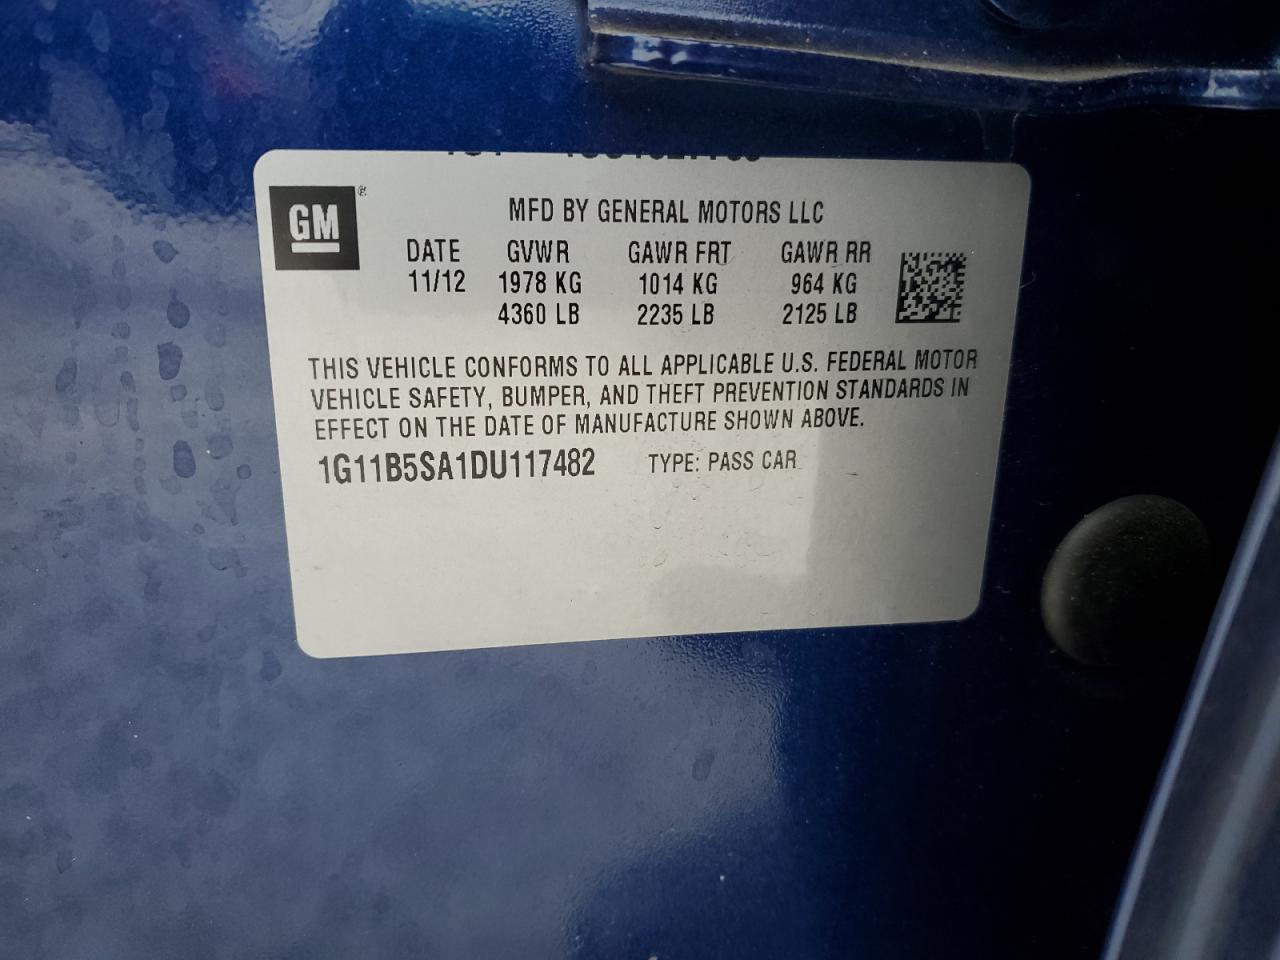 GM ®
MFD BY GENERAL MOTORS LLC
DATE GVWR GAWR FRT GAWR RR
11/12 1978 KG 1014 KG 964 KG
4360 LB 2235 LB 2125 LB
THIS VEHICLE CONFORMS TO ALL APPLICABLE U.S. FEDERAL MOTOR
VEHICLE SAFETY, BUMPER, AND THEFT PREVENTION STANDARDS IN
EFFECT ON THE DATE OF MANUFACTURE SHOWN ABOVE.
1G11B5SA1DU117482 TYPE: PASS CAR